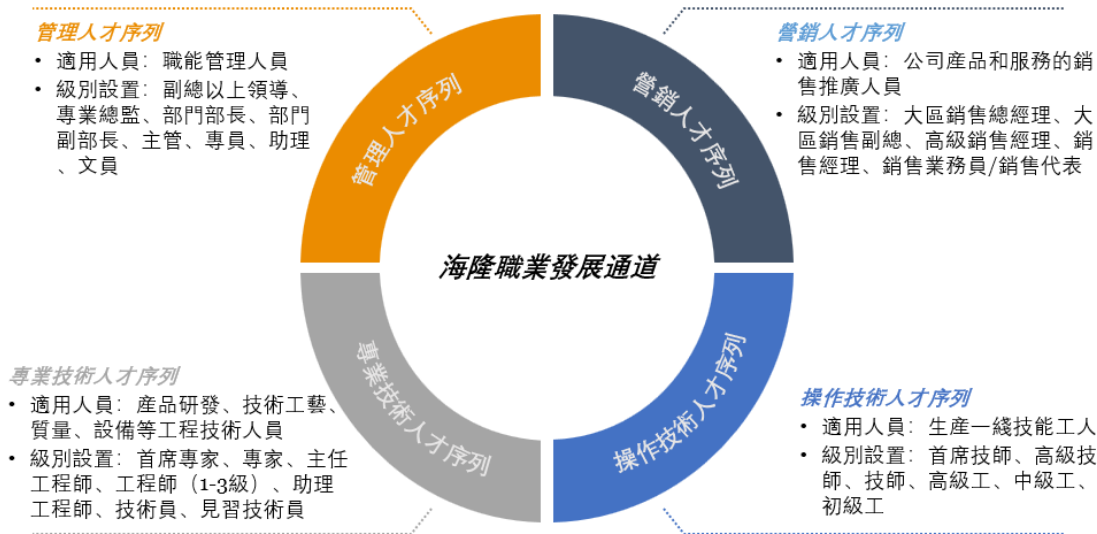 管理人才序列
• 適用人員：職能管理人員
• 級別設置：副總以上領導、
專業總監、部門部長、部門
副部長、主管、專員、助理
、文員
營銷人才序列
• 適用人員：公司産品和服務的銷
售推廣人員
• 級別設置：大區銷售總經理、大
區銷售副總、高級銷售經理、銷
售經理、銷售業務員/銷售代表
管理人才序列
營銷人才序列
海隆職業發展通道
專業技術人才序列
操作技術人才序列
專業技術人才序列
• 適用人員：産品研發、技術工藝、
質量、設備等工程技術人員
• 級別設置：首席專家、專家、主任
工程師、工程師（1-3級）、助理
工程師、技術員、見習技術員
操作技術人才序列
• 適用人員：生産一綫技能工人
• 級別設置：首席技師、高級技
師、技師、高級工、中級工、
初級工